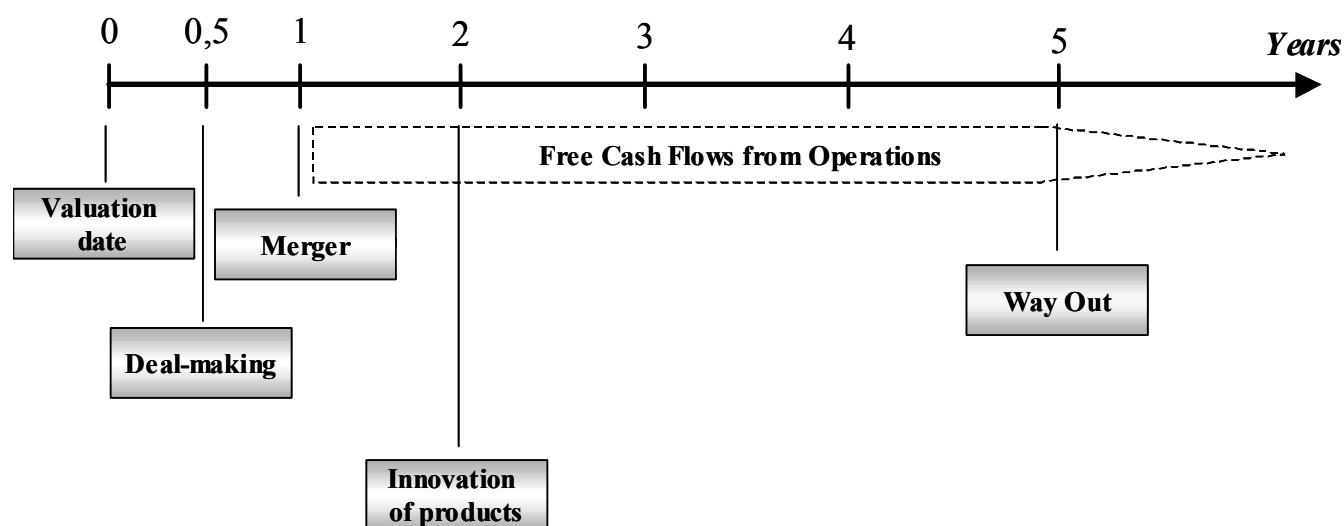 0 0,5 1 2 3 4 5 Years
Free Cash Flows from Operations
Valuation
date
Merger
Way Out
Deal-making
Innovation
of products